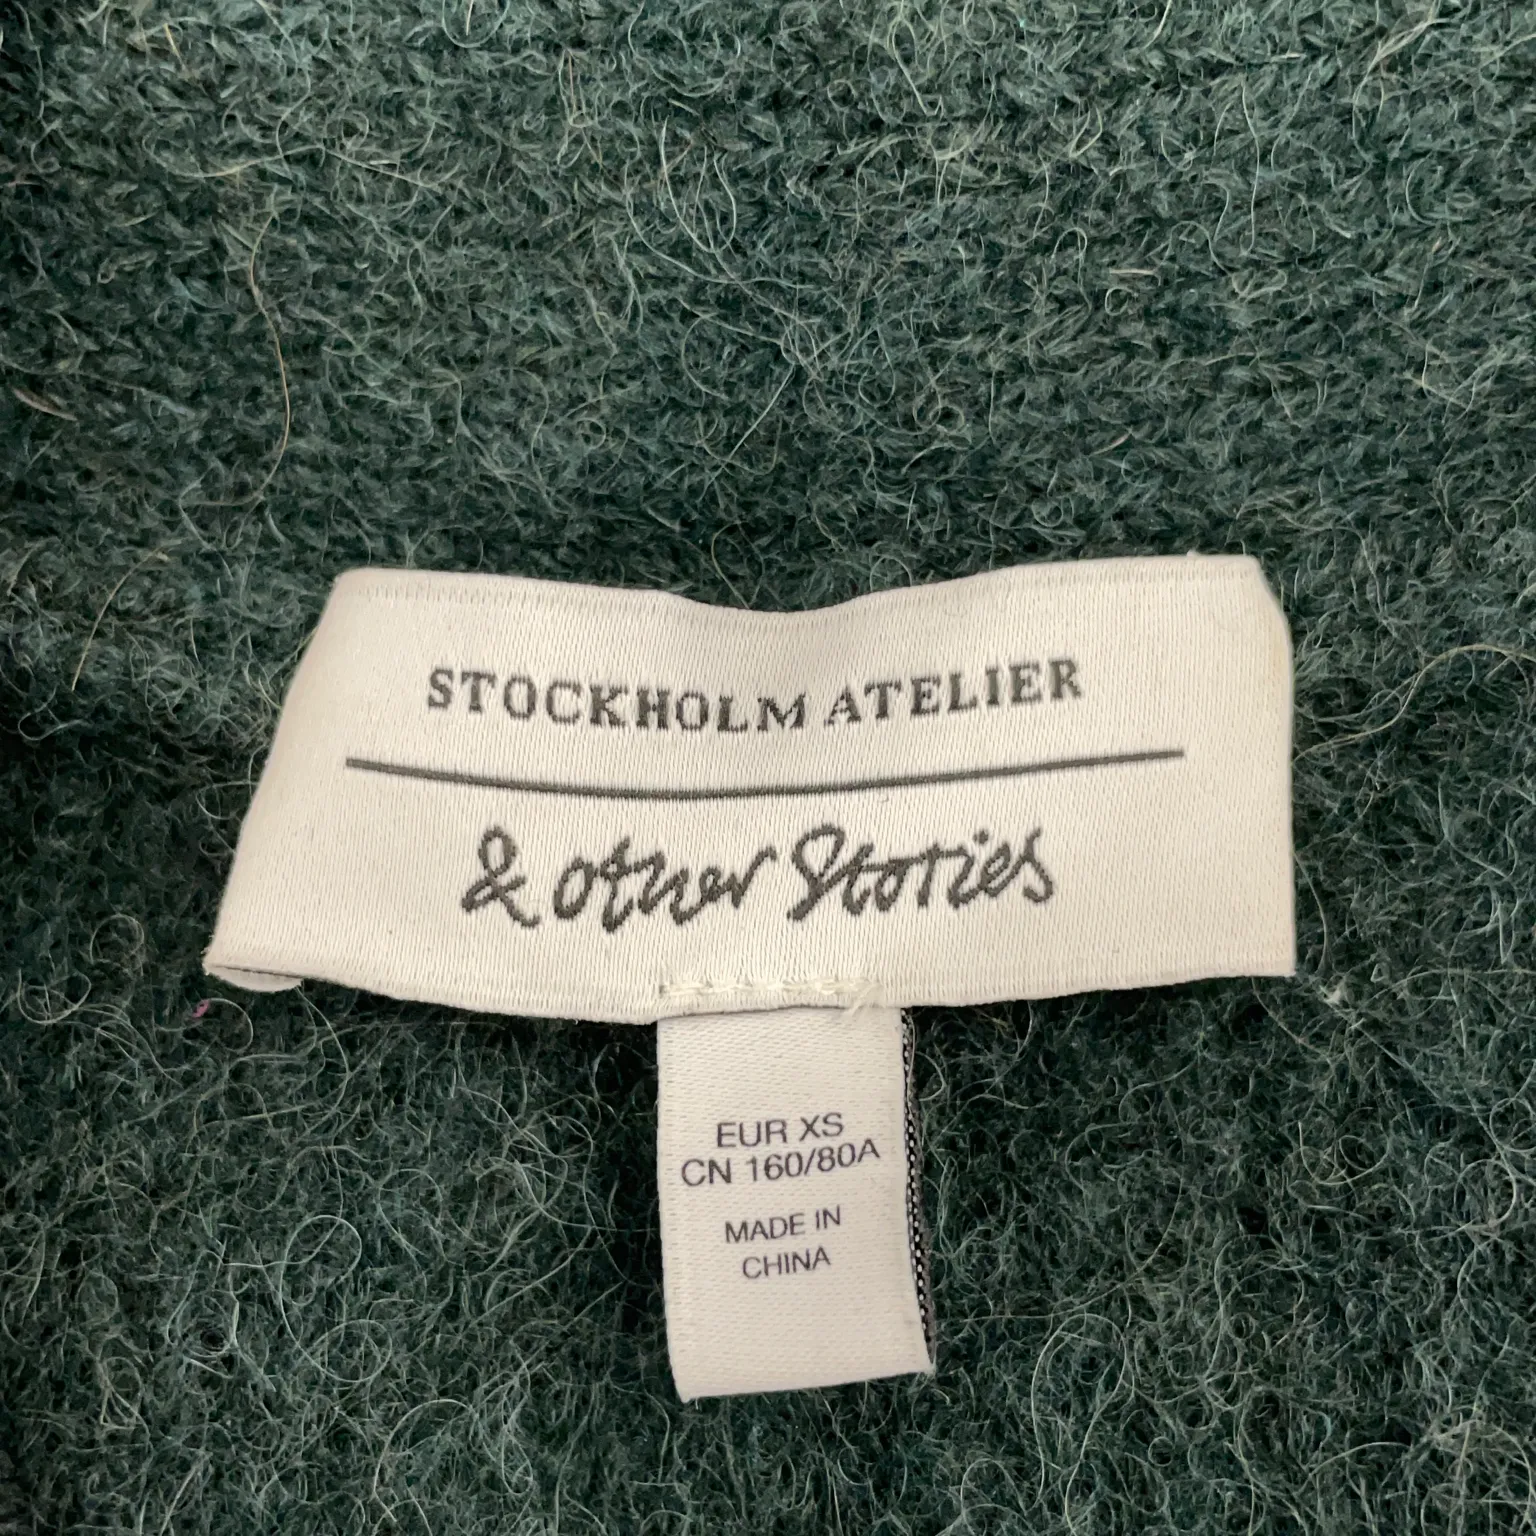 STOCKHOLM ATELIER
& other Stories
EUR XS
CN 160/80A
MADE IN
CHINA